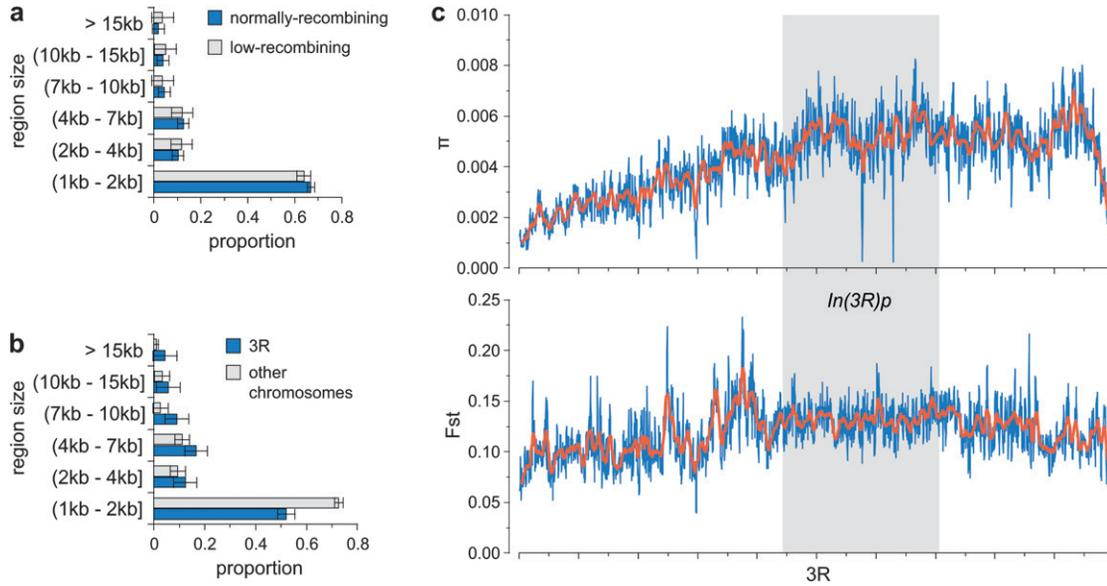 a
normally-recombining
low-recombining
region size
> 15kb
(10kb - 15kb]
(7kb - 10kb]
(4kb - 7kb]
(2kb - 4kb]
(1kb - 2kb]
0 0.2 0.4 0.6 0.8
proportion
b
3R
other
chromosomes
region size
> 15kb
(10kb - 15kb]
(7kb - 10kb]
(4kb - 7kb]
(2kb - 4kb]
(1kb - 2kb]
0 0.2 0.4 0.6 0.8
proportion
c
π
0.010
0.008
0.006
0.004
0.002
0.000
In(3R)p
Fst
0.25
0.20
0.15
0.10
0.05
0.00
3R